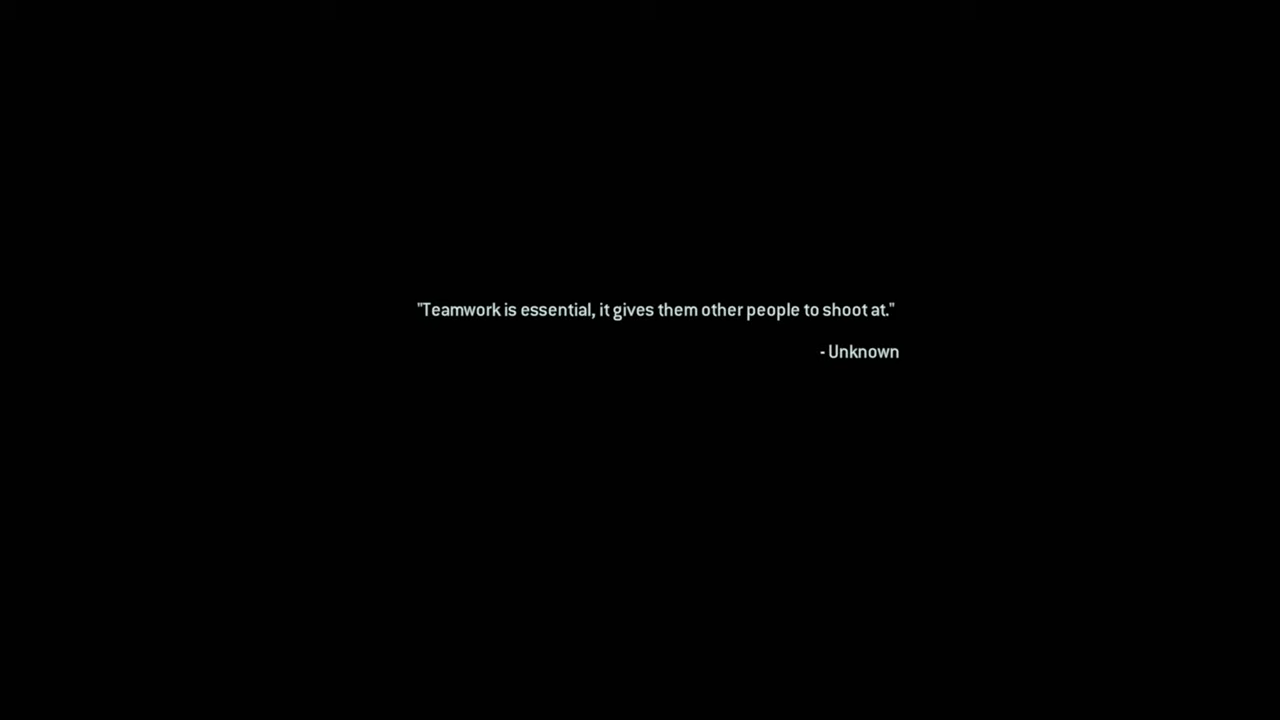 "Teamwork is essential, it gives them other people to shoot at."
- Unknown